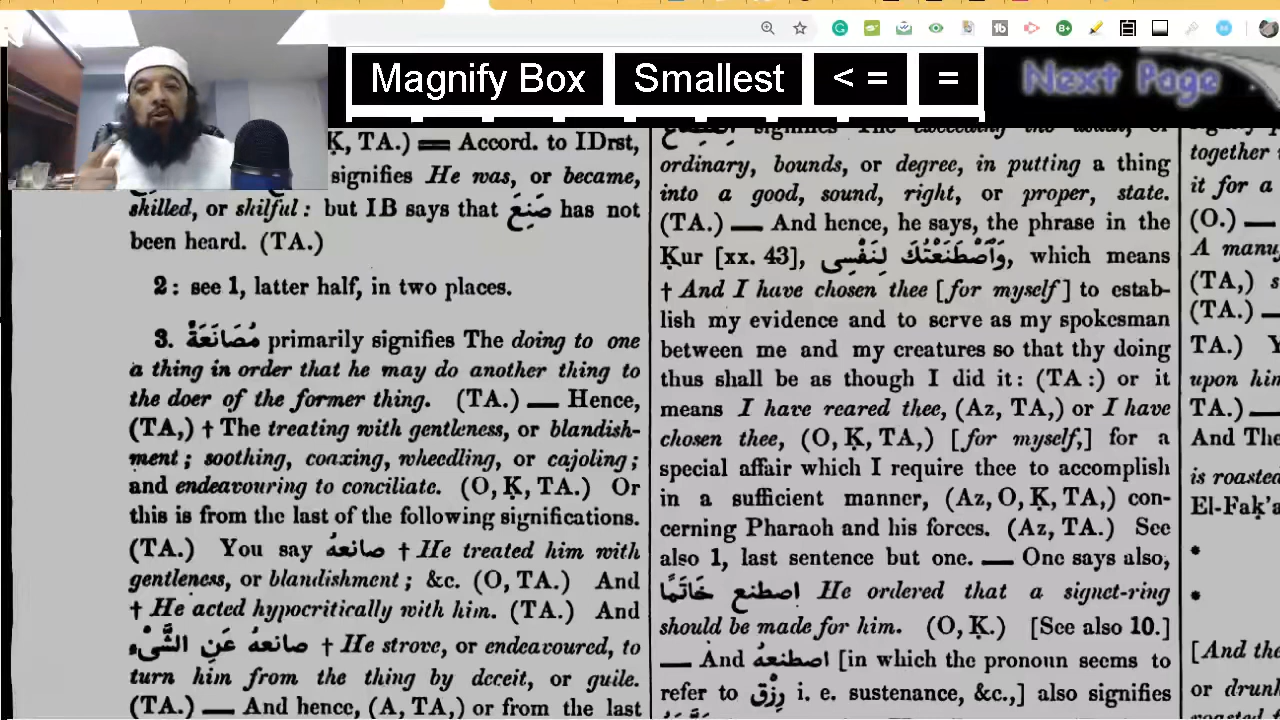 Magnify Box Smallest < = = Next Page
K, TA.) — Accord. to IDrst,
signifies He was, or became,
skilled, or skilful: but IB says that صَنِعَ has not
been heard. (TA.)
2: see 1, latter half, in two places.
3. مُصَانَعَةٌ primarily signifies The doing to one
a thing in order that he may do another thing to
the doer of the former thing. (TA.) — Hence,
(TA,) † The treating with gentleness, or blandish-
ment; soothing, coaxing, wheedling, or cajoling;
and endeavouring to conciliate. (O, Ḳ, TA.) Or
this is from the last of the following significations.
(TA.) You say صانعهُ † He treated him with
gentleness, or blandishment; &c. (O, TA.) And
† He acted hypocritically with him. (TA.) And
صانعهُ عَنِ الشَّىْءِ † He strove, or endeavoured, to
turn him from the thing by deceit, or guile.
(TA.) — And hence, (A, TA,) or from the last
signifies The exceeding the usual, or
ordinary, bounds, or degree, in putting a thing
into a good, sound, right, or proper, state.
(TA.) — And hence, he says, the phrase in the
Ḳur [xx. 43], وَٱصْطَنَعْتُكَ لِنَفْسِى, which means
† And I have chosen thee [for myself] to estab-
lish my evidence and to serve as my spokesman
between me and my creatures so that thy doing
thus shall be as though I did it: (TA:) or it
means I have reared thee, (Az, TA,) or I have
chosen thee, (O, Ḳ, TA,) [for myself,] for a
special affair which I require thee to accomplish
in a sufficient manner, (Az, O, Ḳ, TA,) con-
cerning Pharaoh and his forces. (Az, TA.) See
also 1, last sentence but one. — One says also,
اصطنع خَاتَمًا He ordered that a signet-ring
should be made for him. (O, Ḳ.) [See also 10.]
— And اصطنعهُ [in which the pronoun seems to
refer to رِزْق i. e. sustenance, &c.,] also signifies
together
it for a
(O.) —
A manu
(TA,) s
(TA.) —
TA.) Y
upon him
TA.) —
And The
is roasted
El-Faḳ'a
*
*
[And the
or drunk